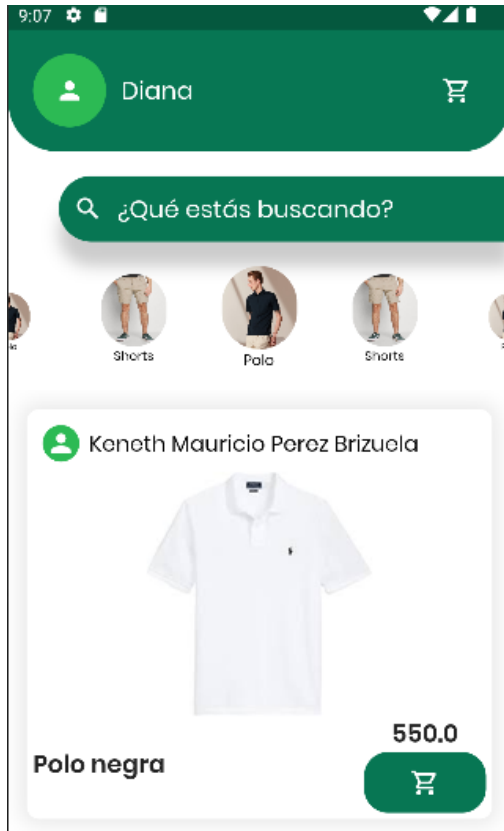 9:07
Diana
¿Qué estás buscando?
Shorts
Polo
Shorts
Keneth Mauricio Perez Brizuela
550.0
Polo negra